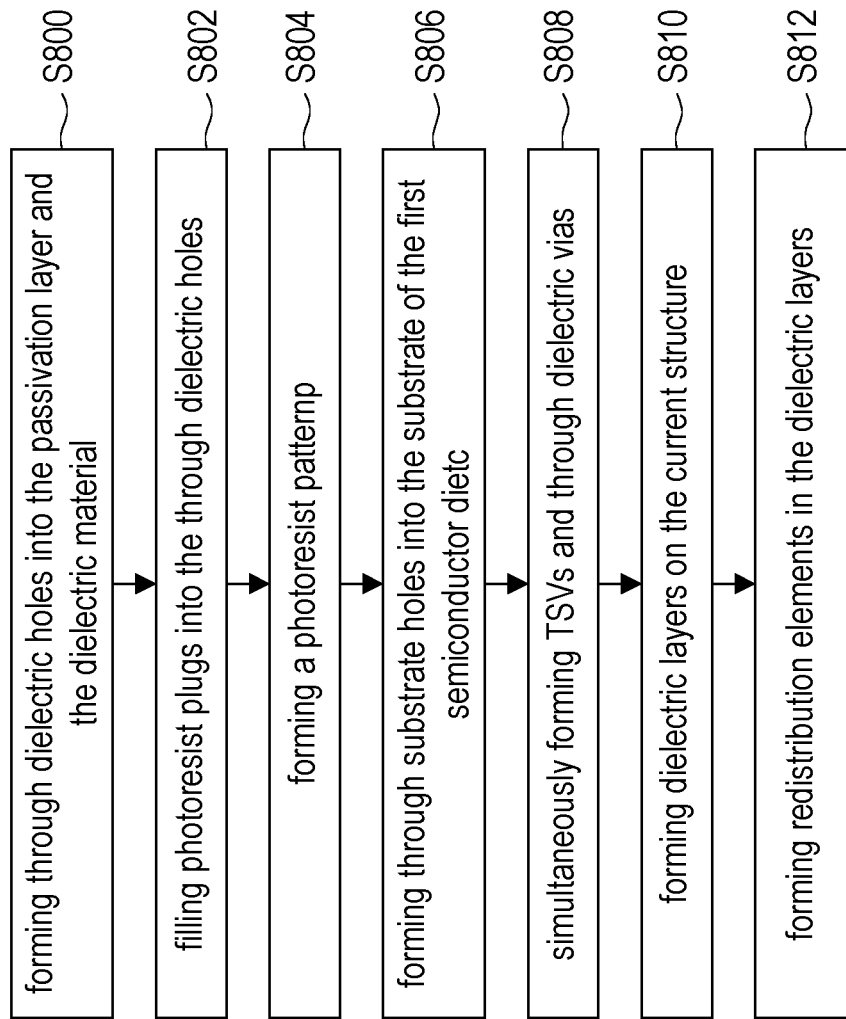 forming through dielectric holes into the passivation layer and
the dielectric material
S800
filling photoresist plugs into the through dielectric holes
S802
forming a photoresist patternp
S804
forming through substrate holes into the substrate of the first
semiconductor dietc
S806
simultaneously forming TSVs and through dielectric vias
S808
forming dielectric layers on the current structure
S810
forming redistribution elements in the dielectric layers
S812